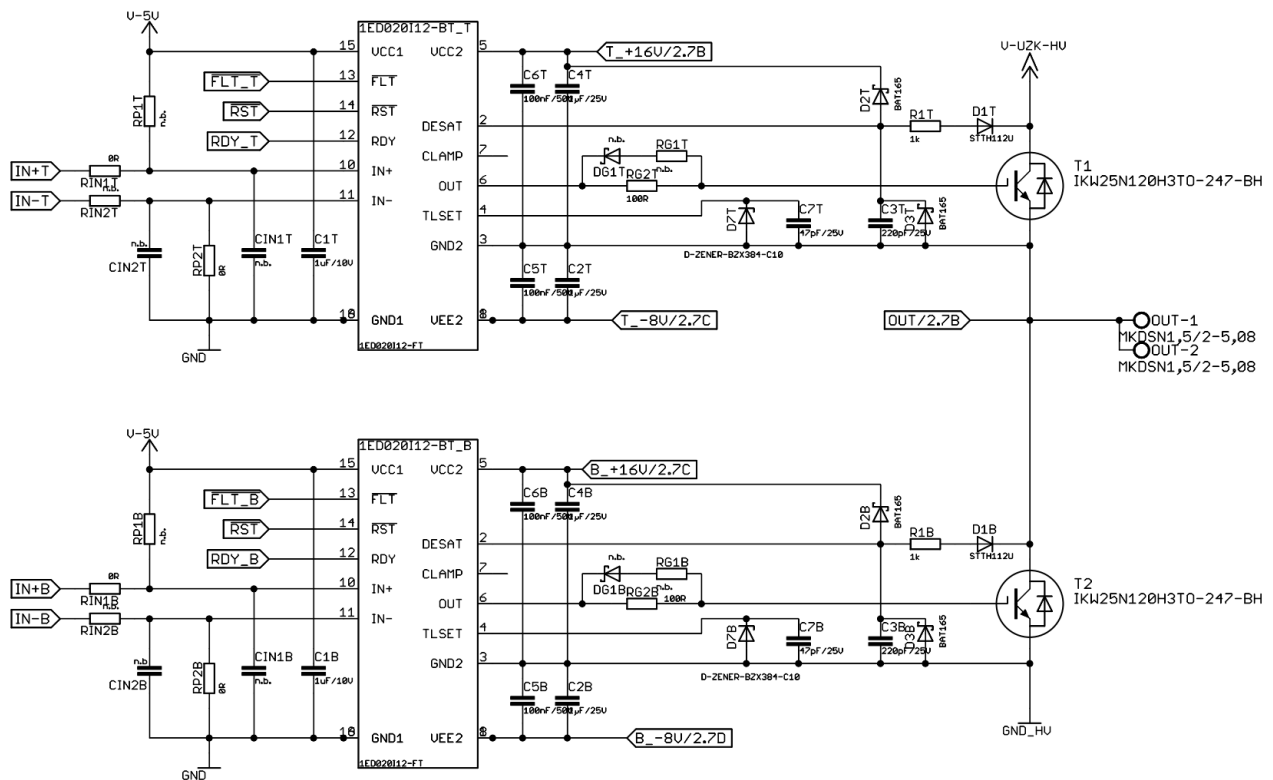 V-5V
1ED020I12-BT_T
15 VCC1 VCC2 5
T_+16V/2.7B
V-UZK-HV
FLT_T 13 FLT
C6T C4T
100nF/50V
D2T BAT165
RP1T n.b.
RST 14 RST
DESAT 2
R1T 1k
D1T STTH112U
RDY_T 12 RDY
CLAMP 7
n.b.
DG1T
RG1T n.b.
IN+T 0R RIN1T
10 IN+
OUT 6
RG2T 100R
T1
IKW25N120H3TO-247-BH
IN-T n.b. RIN2T
11 IN-
TLSET 4
D7T
C7T 47pF/25V
C3T 220pF/25V
D3T BAT165
n.b. CIN2T
RP2T 0R
CIN1T n.b.
C1T 1uF/10V
GND2 3
D-ZENER-BZX384-C10
C5T C2T
100nF/50V
GND1 VEE2
T_-8V/2.7C
OUT/2.7B
OUT-1
MKDSN1,5/2-5,08
OUT-2
MKDSN1,5/2-5,08
GND
1ED020I12-FT
V-5V
1ED020I12-BT_B
15 VCC1 VCC2 5
B_+16V/2.7C
FLT_B 13 FLT
C6B C4B
100nF/50V
D2B BAT165
RP1B n.b.
RST 14 RST
DESAT 2
R1B 1k
D1B STTH112U
RDY_B 12 RDY
CLAMP 7
n.b.
DG1B
RG1B n.b.
IN+B 0R RIN1B
10 IN+
OUT 6
RG2B 100R
T2
IKW25N120H3TO-247-BH
IN-B n.b. RIN2B
11 IN-
TLSET 4
D7B
C7B 47pF/25V
C3B 220pF/25V
D3B BAT165
n.b. CIN2B
RP2B 0R
CIN1B n.b.
C1B 1uF/10V
GND2 3
D-ZENER-BZX384-C10
C5B C2B
100nF/50V
GND1 VEE2
B_-8V/2.7D
GND_HV
GND
1ED020I12-FT